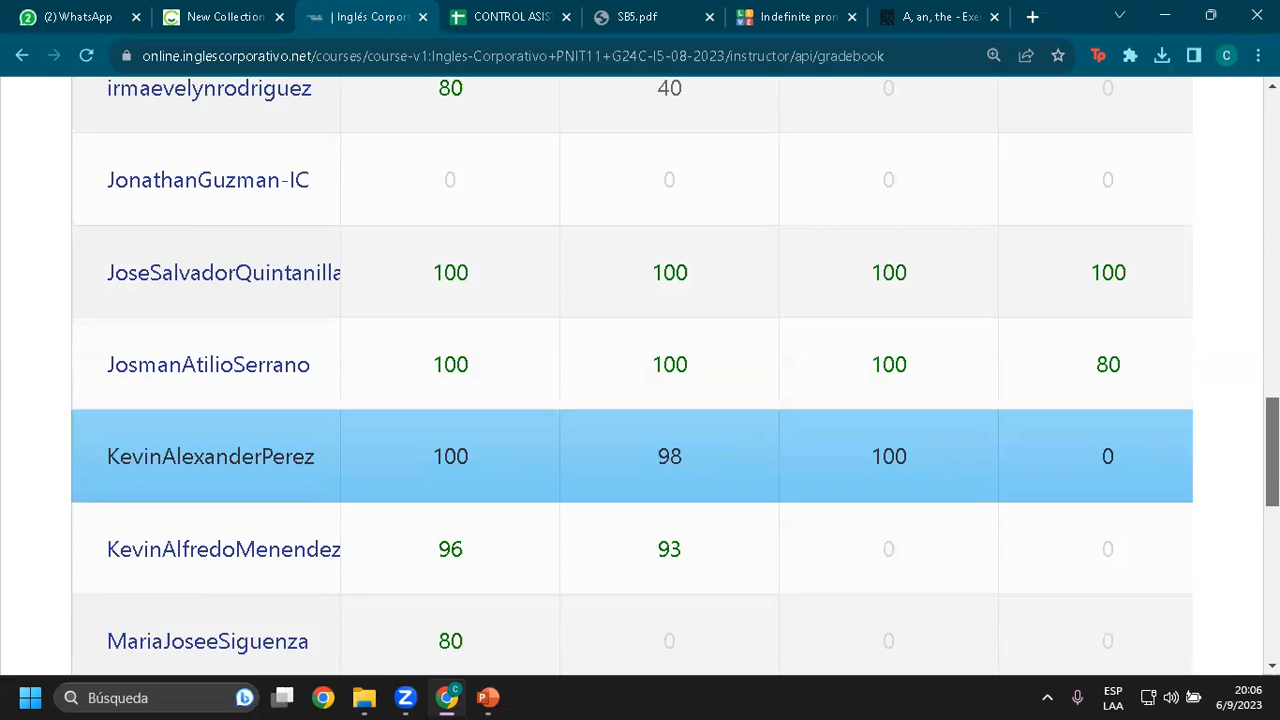 (2) WhatsApp
New Collection
| Inglés Corpora
CONTROL ASIS
SB5.pdf
Indefinite pron
A, an, the - Exer
online.inglescorporativo.net/courses/course-v1:Ingles-Corporativo+PNIT11+G24C-I5-08-2023/instructor/api/gradebook
irmaevelynrodriguez 80 40 0 0
JonathanGuzman-IC 0 0 0 0
JoseSalvadorQuintanilla 100 100 100 100
JosmanAtilioSerrano 100 100 100 80
KevinAlexanderPerez 100 98 100 0
KevinAlfredoMenendez 96 93 0 0
MariaJoseeSiguenza 80 0 0 0
Búsqueda
ESP
LAA
20:06
6/9/2023